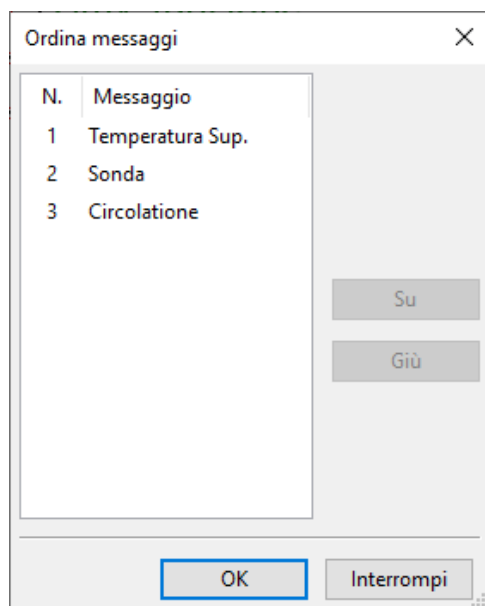 Ordina messaggi
N. Messaggio
1 Temperatura Sup.
2 Sonda
3 Circolatione
Su
Giù
OK Interrompi